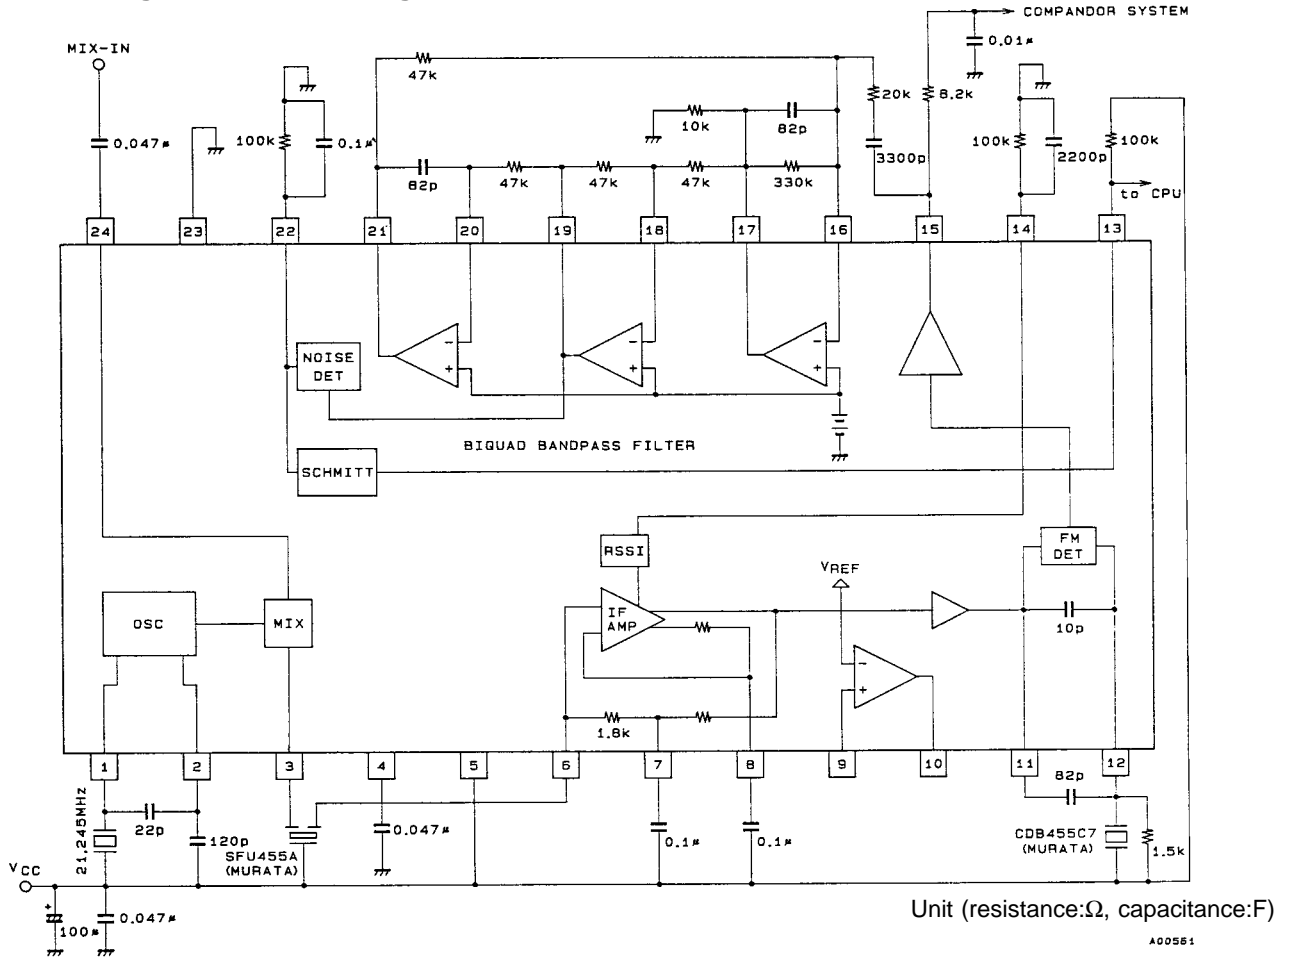 COMPANDOR SYSTEM
MIX-IN
0.01μ
47k
20k
8.2k
10k
82p
0.047μ
100k
0.1μ
3300p
100k
2200p
100k
82p
47k
47k
47k
330k
to CPU
24
23
22
21
20
19
18
17
16
15
14
13
NOISE
DET
BIQUAD BANDPASS FILTER
SCHMITT
RSSI
FM
DET
VREF
OSC
MIX
IF
AMP
10p
1.8k
1
2
3
4
5
6
7
8
9
10
11
12
21.245MHz
22p
120p
SFU455A
(MURATA)
0.047μ
0.1μ
0.1μ
82p
CDB455C7
(MURATA)
1.5k
VCC
100μ
0.047μ
Unit (resistance:Ω, capacitance:F)
A00551